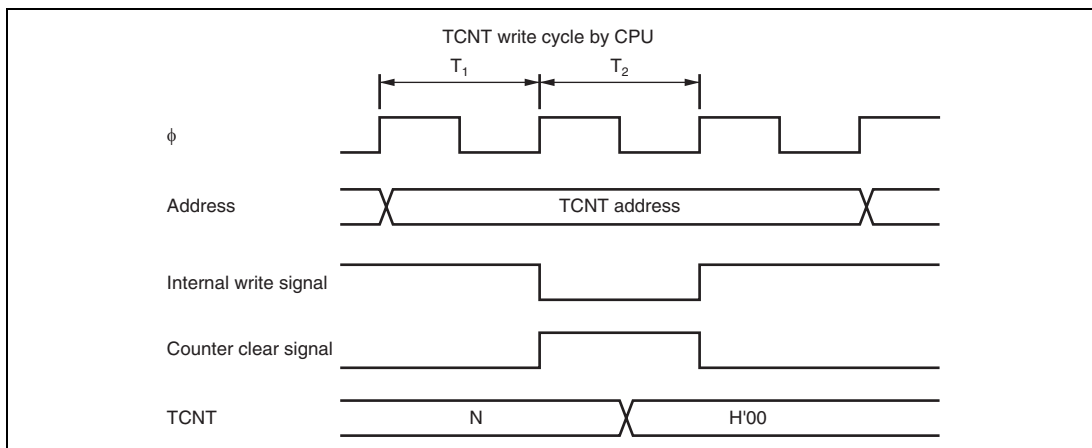 TCNT write cycle by CPU
T1 T2
ϕ
Address TCNT address
Internal write signal
Counter clear signal
TCNT N H'00